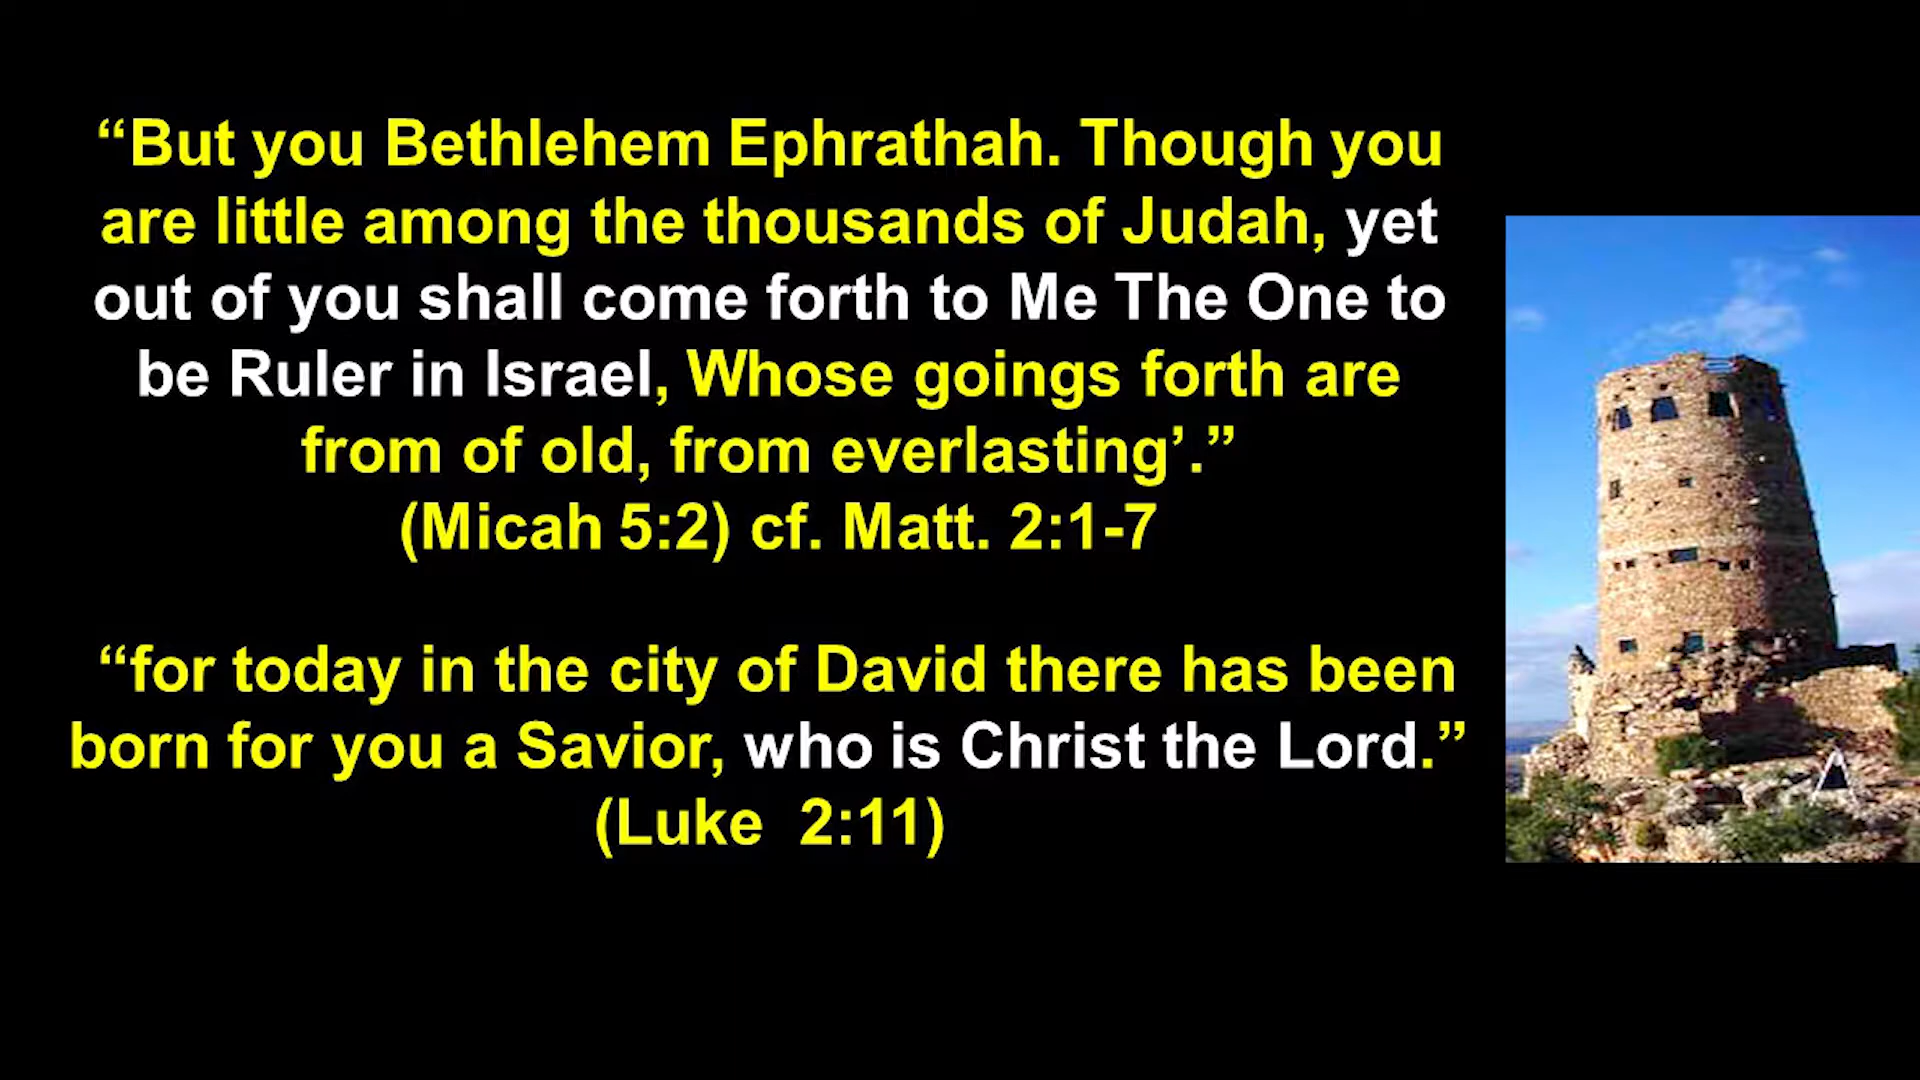 “But you Bethlehem Ephrathah. Though you
are little among the thousands of Judah, yet
out of you shall come forth to Me The One to
be Ruler in Israel, Whose goings forth are
from of old, from everlasting’.”
(Micah 5:2) cf. Matt. 2:1-7
“for today in the city of David there has been
born for you a Savior, who is Christ the Lord.”
(Luke  2:11)